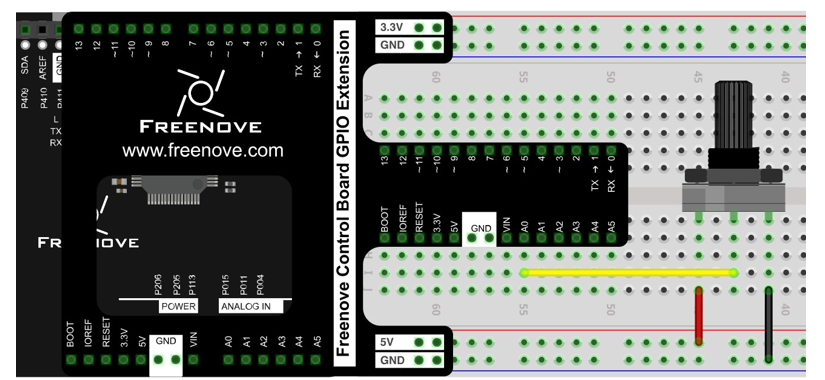 13 12 ~11 ~10 ~9 8 7 ~6 ~5 4 ~3 2 TX→1 RX←0
SDA AREF GND
P409 P410 P411
L
TX
RX
FREENOVE
www.freenove.com
FREENOVE
P206 P205 P113 P015 P011 P004
POWER ANALOG IN
BOOT IOREF RESET 3.3V 5V GND VIN A0 A1 A2 A3 A4 A5
Freenove Control Board GPIO Extension
3.3V
GND
60 55 50 45 40
A
B
C
13 12 ~11 ~10 ~9 8 7 ~6 ~5 4 ~3 2 TX→1 RX←0
BOOT IOREF RESET 3.3V 5V GND VIN A0 A1 A2 A3 A4 A5
H
I
J
60 55 50 45 40
5V
GND